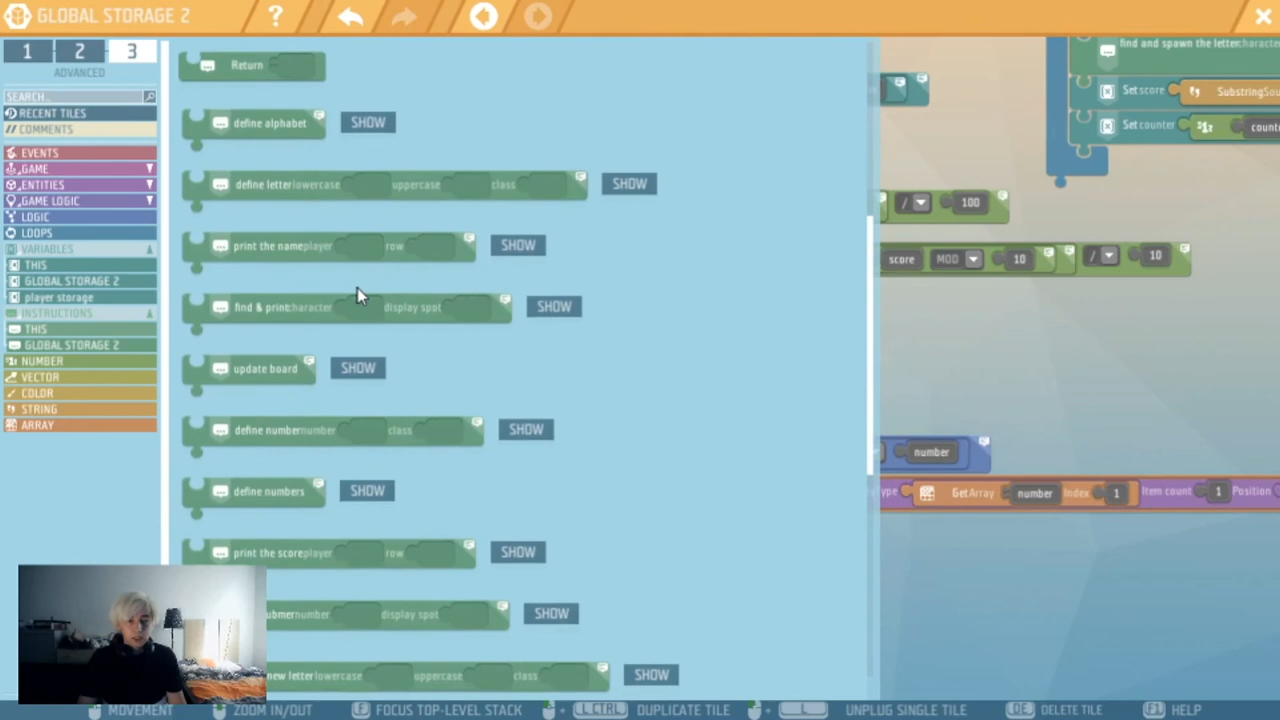 GLOBAL STORAGE 2
?
1 2 3
ADVANCED
SEARCH...
RECENT TILES
// COMMENTS
EVENTS
GAME
ENTITIES
GAME LOGIC
LOGIC
LOOPS
VARIABLES
THIS
GLOBAL STORAGE 2
player storage
INSTRUCTIONS
THIS
GLOBAL STORAGE 2
NUMBER
VECTOR
COLOR
STRING
ARRAY
Return
define alphabet SHOW
define letter lowercase uppercase class SHOW
print the name player row SHOW
find & print character display spot SHOW
update board SHOW
define number number class SHOW
define numbers SHOW
print the score player row SHOW
number display spot SHOW
new letter lowercase uppercase class SHOW
find and spawn the letter
Set score
Set counter
/ 100
score MOD 10 / 10
number
Get Array number Index 1 Item count 1 Position
MOVEMENT ZOOM IN/OUT F FOCUS TOP-LEVEL STACK + L CTRL DUPLICATE TILE + L UNPLUG SINGLE TILE DE DELETE TILE F1 HELP